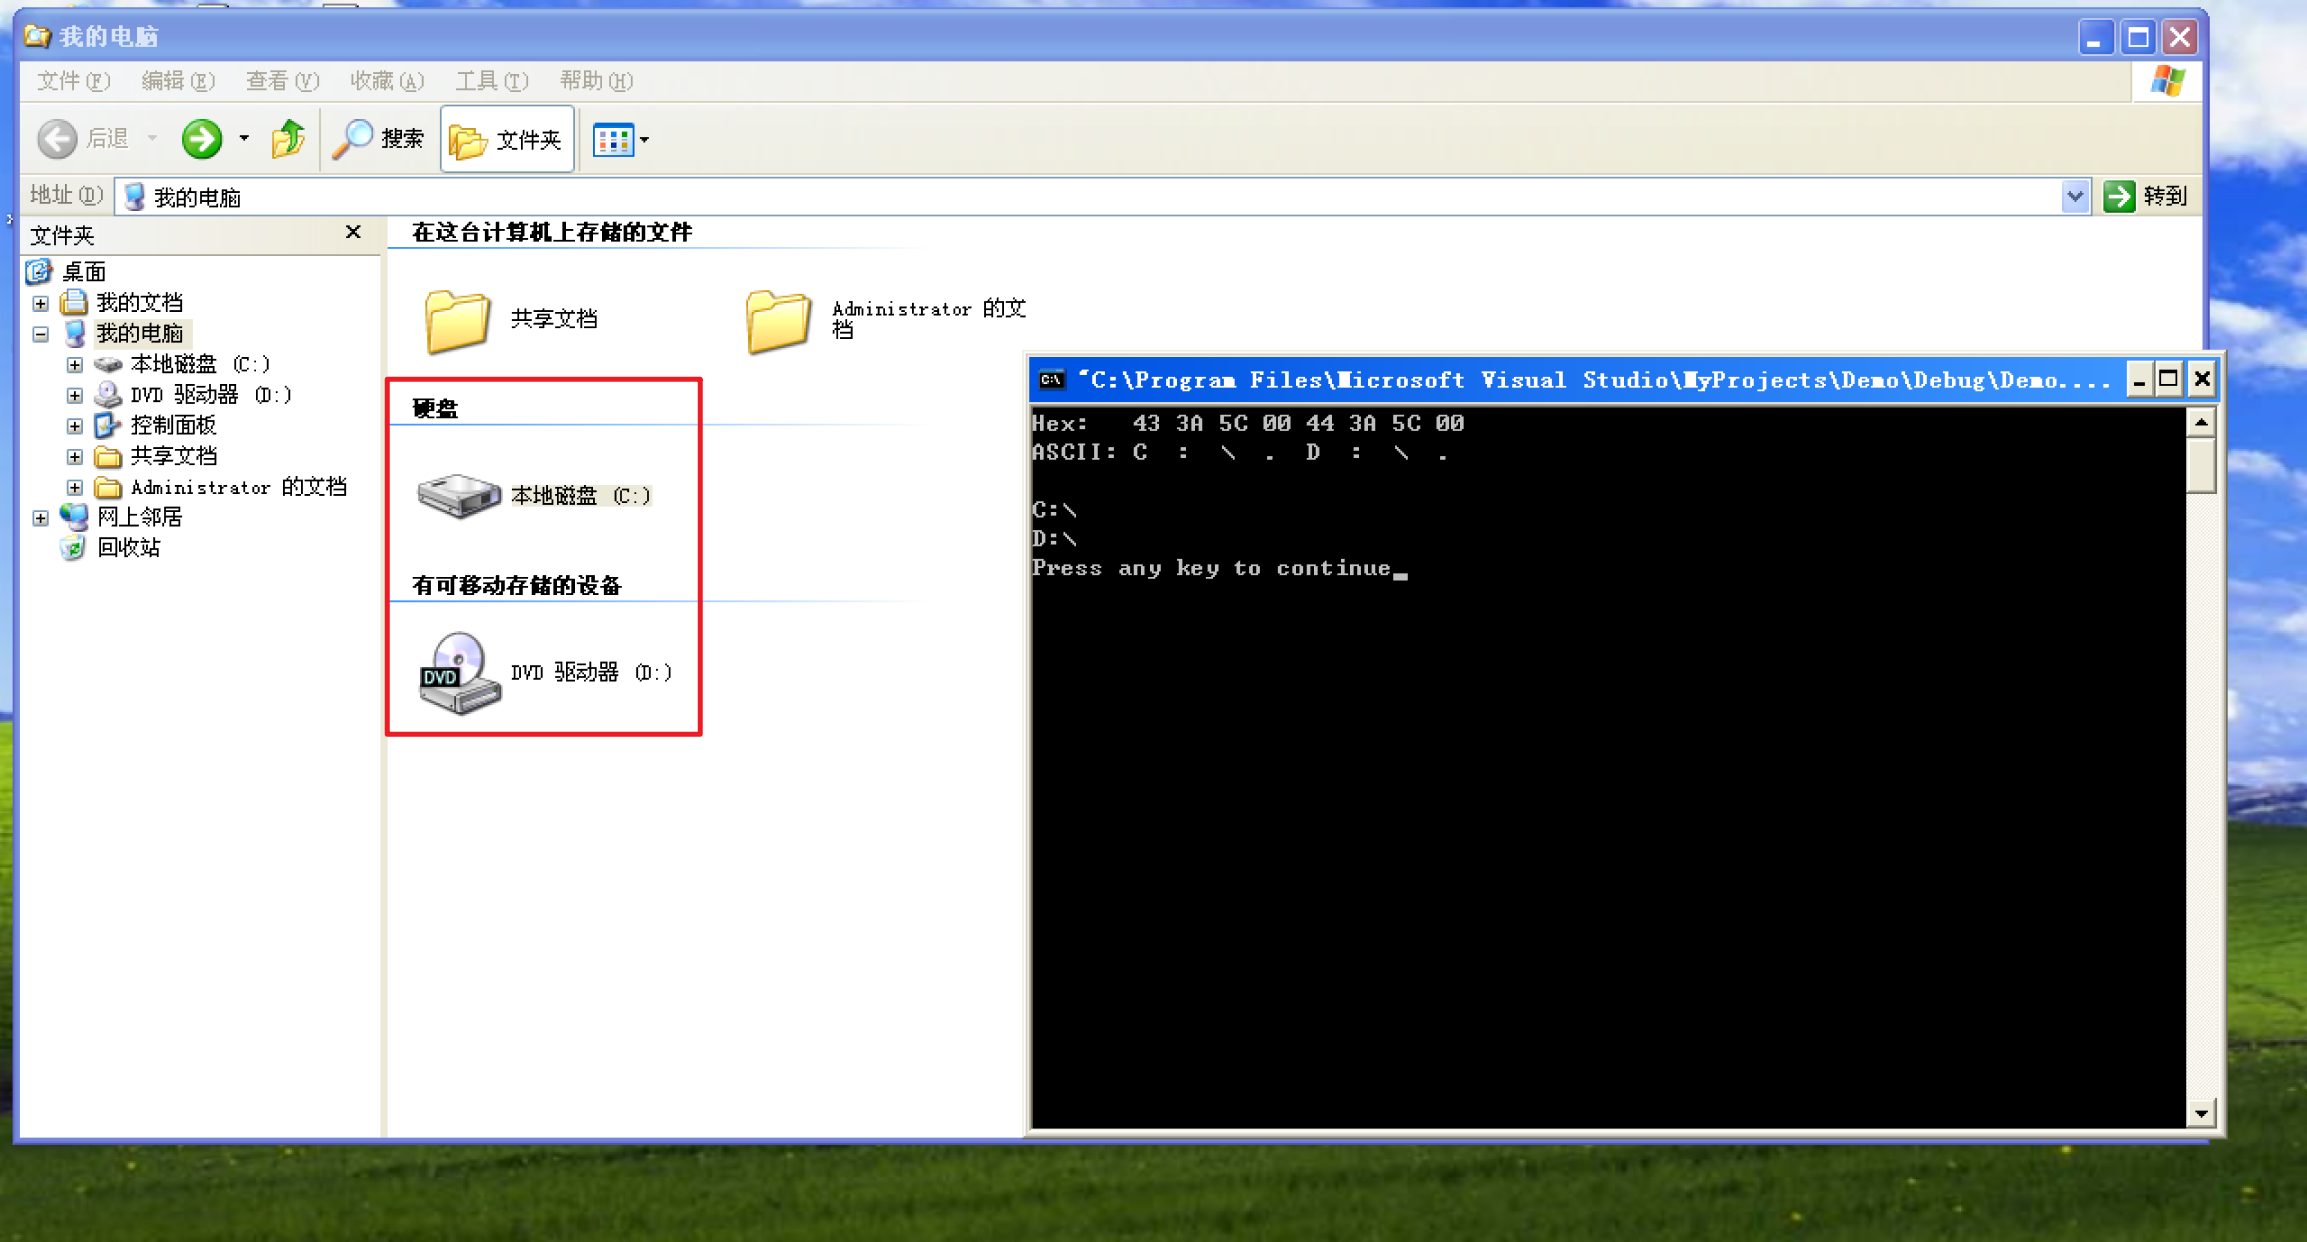 我的电脑
文件(F) 编辑(E) 查看(V) 收藏(A) 工具(T) 帮助(H)
后退 搜索 文件夹
地址(D) 我的电脑 转到
文件夹
桌面
我的文档
我的电脑
本地磁盘 (C:)
DVD 驱动器 (D:)
控制面板
共享文档
Administrator 的文档
网上邻居
回收站
在这台计算机上存储的文件
共享文档
Administrator 的文
档
硬盘
本地磁盘 (C:)
有可移动存储的设备
DVD
DVD 驱动器 (D:)
C:\ "C:\Program Files\Microsoft Visual Studio\MyProjects\Demo\Debug\Demo....
Hex:   43 3A 5C 00 44 3A 5C 00
ASCII: C  :  \  .  D  :  \  .
C:\
D:\
Press any key to continue_